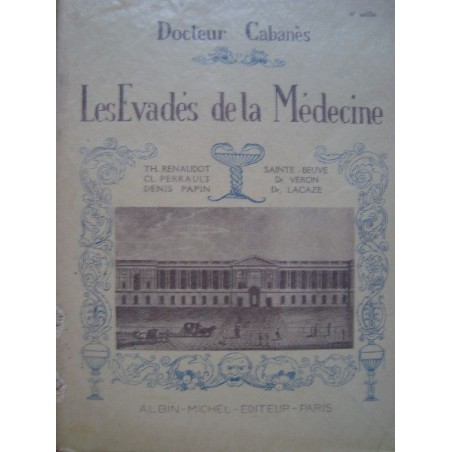 Docteur Cabanès
Les Evadés de la Médecine
TH. RENAUDOT
CL. PERRAULT
DENIS PAPIN
SAINTE-BEUVE
Dr VERON
Dr. LACAZE
ALBIN-MICHEL-EDITEUR-PARIS